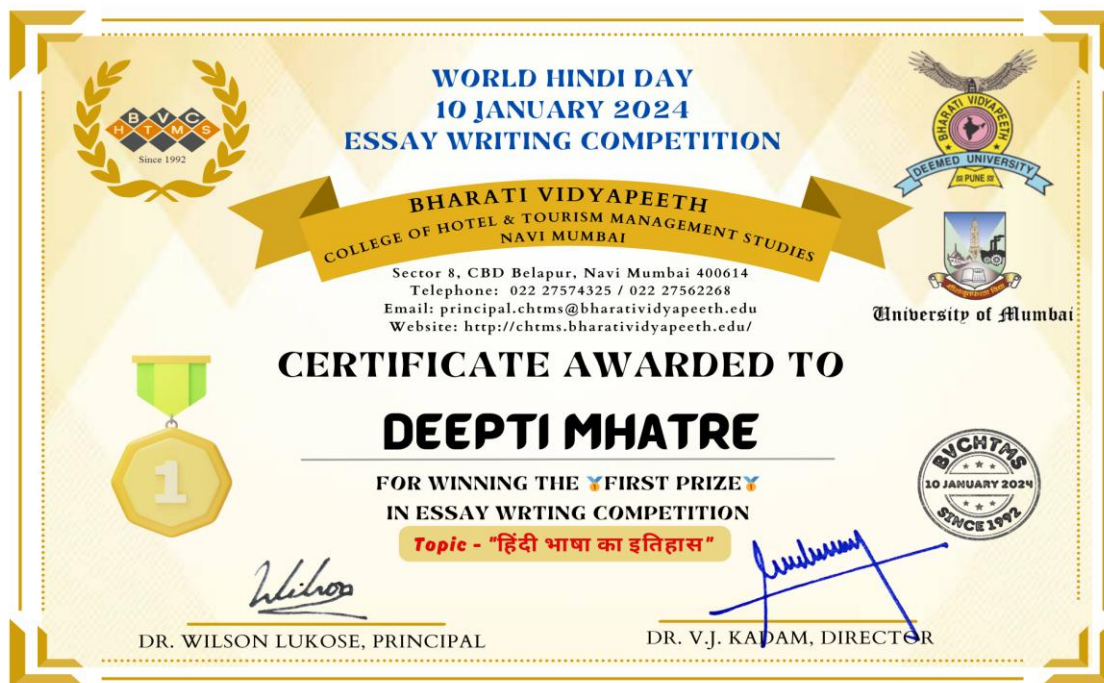 WORLD HINDI DAY
10 JANUARY 2024
ESSAY WRITING COMPETITION
BVC
HTMS
Since 1992
BHARATI VIDYAPEETH
DEEMED UNIVERSITY
PUNE
BHARATI VIDYAPEETH
COLLEGE OF HOTEL & TOURISM MANAGEMENT STUDIES
NAVI MUMBAI
Sector 8, CBD Belapur, Navi Mumbai 400614
Telephone: 022 27574325 / 022 27562268
Email: principal.chtms@bharatividyapeeth.edu
Website: http://chtms.bharatividyapeeth.edu/
University of Mumbai
CERTIFICATE AWARDED TO
DEEPTI MHATRE
1
FOR WINNING THE 🥇FIRST PRIZE🥇
IN ESSAY WRTING COMPETITION
Topic - "हिंदी भाषा का इतिहास"
BVCHTMS
10 JANUARY 2024
SINCE 1992
Wilson
DR. WILSON LUKOSE, PRINCIPAL
DR. V.J. KADAM, DIRECTOR